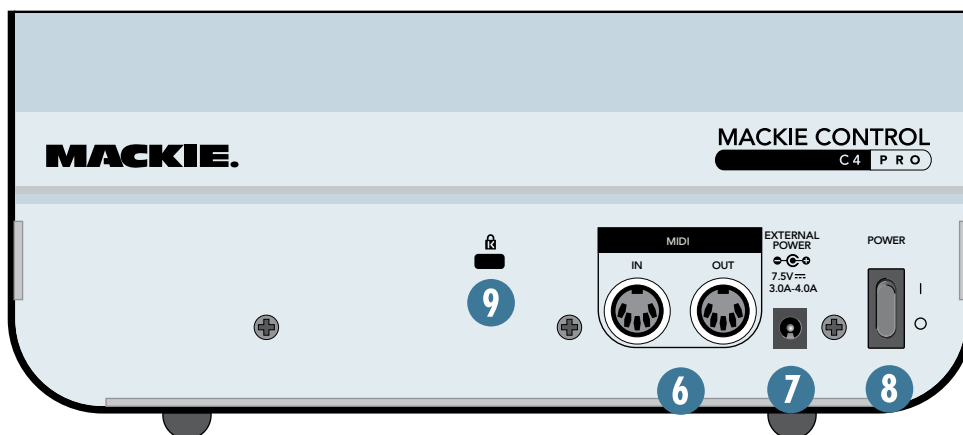 MACKIE.
MACKIE CONTROL
C4 PRO
MIDI
IN OUT
EXTERNAL
POWER
7.5V⎓
3.0A-4.0A
POWER
I
O
K
9
6
7
8